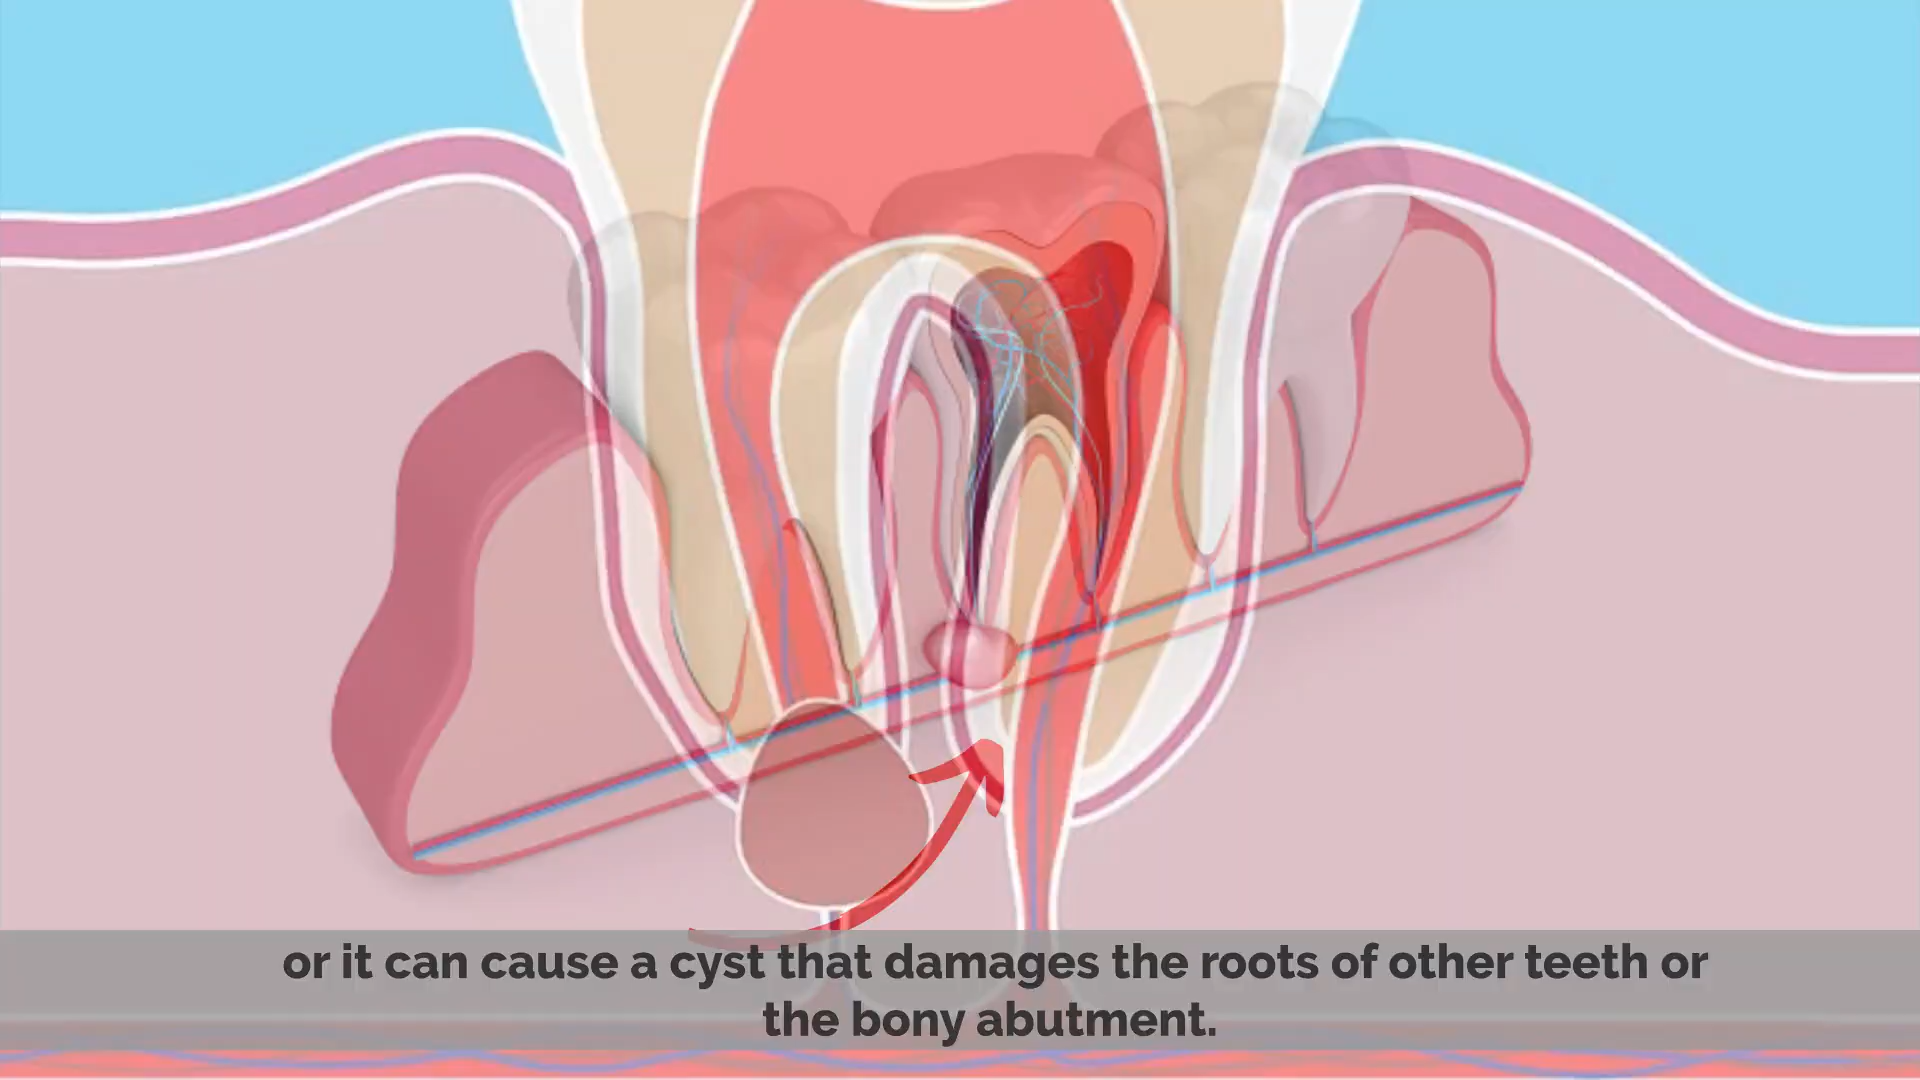 or it can cause a cyst that damages the roots of other teeth or
the bony abutment.